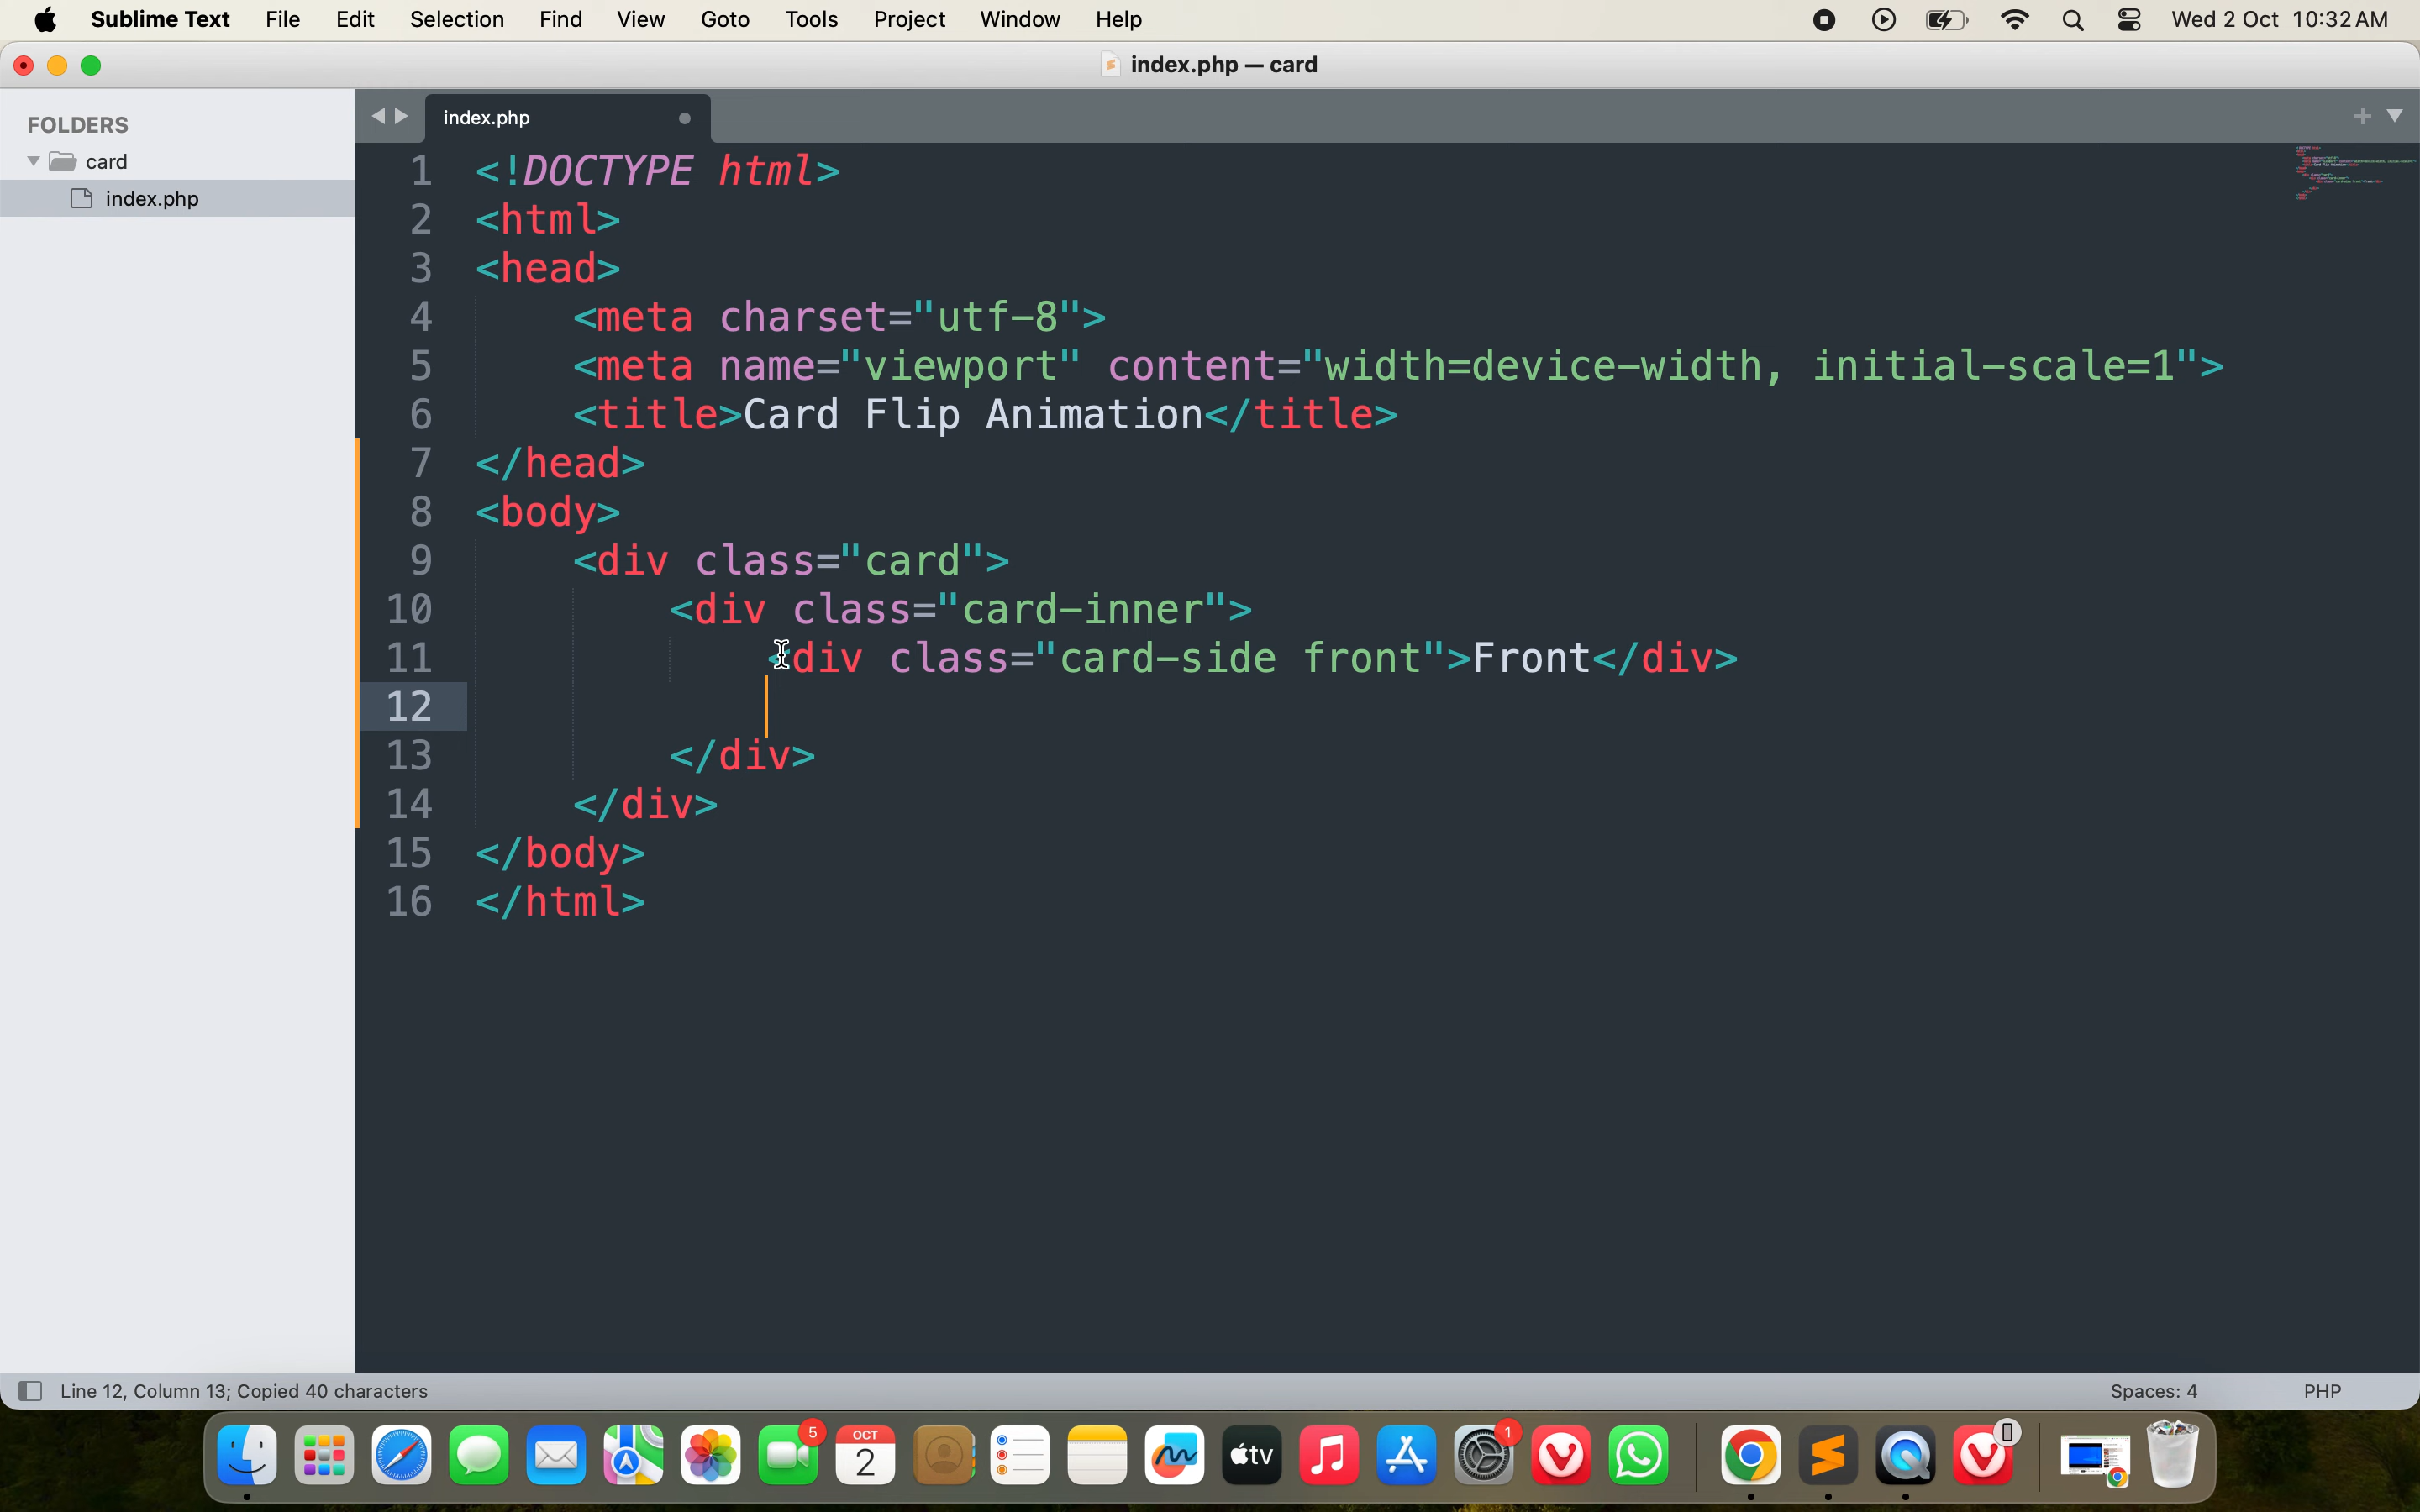 Sublime Text File Edit Selection Find View Goto Tools Project Window Help Wed 2 Oct 10:32 AM
index.php — card
FOLDERS
card
index.php
index.php
1 <!DOCTYPE html>
2 <html>
3 <head>
4 <meta charset="utf-8">
5 <meta name="viewport" content="width=device-width, initial-scale=1">
6 <title>Card Flip Animation</title>
7 </head>
8 <body>
9 <div class="card">
10 <div class="card-inner">
11 <div class="card-side front">Front</div>
12
13 </div>
14 </div>
15 </body>
16 </html>
Line 12, Column 13; Copied 40 characters Spaces: 4 PHP
5 OCT 2 tv 1